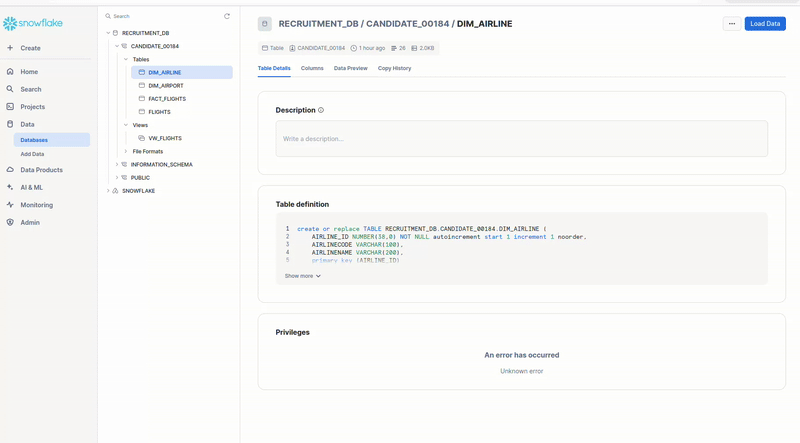 snowflake
Create
Home
Search
Projects
Data
Databases
Add Data
Data Products
AI & ML
Monitoring
Admin
Search
RECRUITMENT_DB
CANDIDATE_00184
Tables
DIM_AIRLINE
DIM_AIRPORT
FACT_FLIGHTS
FLIGHTS
Views
VW_FLIGHTS
File Formats
INFORMATION_SCHEMA
PUBLIC
SNOWFLAKE
RECRUITMENT_DB / CANDIDATE_00184 / DIM_AIRLINE
... Load Data
Table CANDIDATE_00184 1 hour ago 26 2.0KB
Table Details Columns Data Preview Copy History
Description
Write a description...
Table definition
1 create or replace TABLE RECRUITMENT_DB.CANDIDATE_00184.DIM_AIRLINE (
2 AIRLINE_ID NUMBER(38,0) NOT NULL autoincrement start 1 increment 1 noorder,
3 AIRLINECODE VARCHAR(100),
4 AIRLINENAME VARCHAR(200),
5 primary key (AIRLINE_ID)
Show more
Privileges
An error has occurred
Unknown error